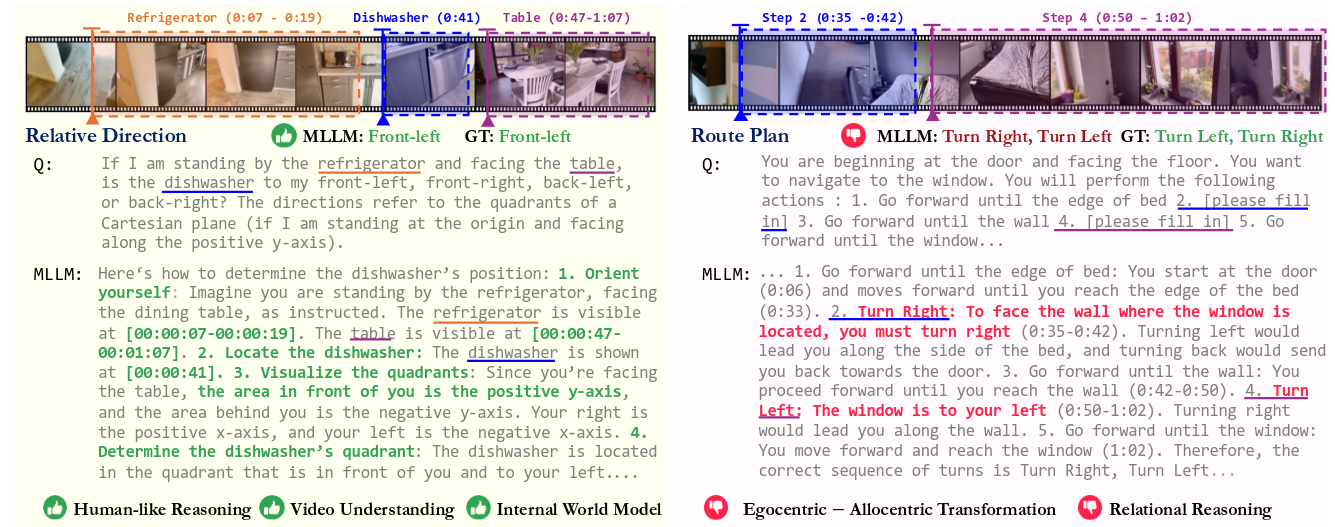 Refrigerator (0:07 - 0:19)
Dishwasher (0:41)
Table (0:47-1:07)
Relative Direction
MLLM: Front-left GT: Front-left
Q: If I am standing by the refrigerator and facing the table,
is the dishwasher to my front-left, front-right, back-left,
or back-right? The directions refer to the quadrants of a
Cartesian plane (if I am standing at the origin and facing
along the positive y-axis).
MLLM: Here‘s how to determine the dishwasher’s position: 1. Orient
yourself: Imagine you are standing by the refrigerator, facing
the dining table, as instructed. The refrigerator is visible
at [00:00:07-00:00:19]. The table is visible at [00:00:47-
00:01:07]. 2. Locate the dishwasher: The dishwasher is shown
at [00:00:41]. 3. Visualize the quadrants: Since you’re facing
the table, the area in front of you is the positive y-axis,
and the area behind you is the negative y-axis. Your right is
the positive x-axis, and your left is the negative x-axis. 4.
Determine the dishwasher’s quadrant: The dishwasher is located
in the quadrant that is in front of you and to your left....
Human-like Reasoning
Video Understanding
Internal World Model
Step 2 (0:35 -0:42)
Step 4 (0:50 – 1:02)
Route Plan
MLLM: Turn Right, Turn Left GT: Turn Left, Turn Right
Q: You are beginning at the door and facing the floor. You want
to navigate to the window. You will perform the following
actions : 1. Go forward until the edge of bed 2. [please fill
in] 3. Go forward until the wall 4. [please fill in] 5. Go
forward until the window...
MLLM: ... 1. Go forward until the edge of bed: You start at the door
(0:06) and moves forward until you reach the edge of the bed
(0:33). 2. Turn Right: To face the wall where the window is
located, you must turn right (0:35-0:42). Turning left would
lead you along the side of the bed, and turning back would send
you back towards the door. 3. Go forward until the wall: You
proceed forward until you reach the wall (0:42-0:50). 4. Turn
Left: The window is to your left (0:50-1:02). Turning right
would lead you along the wall. 5. Go forward until the window:
You move forward and reach the window (1:02). Therefore, the
correct sequence of turns is Turn Right, Turn Left...
Egocentric – Allocentric Transformation
Relational Reasoning